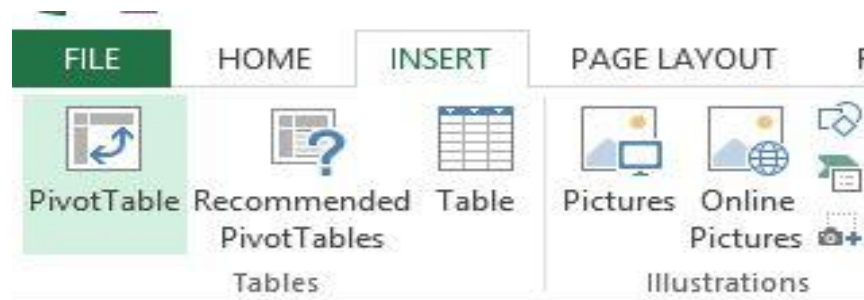 FILE HOME INSERT PAGE LAYOUT
PivotTable Recommended PivotTables Table Pictures Online Pictures
Tables Illustrations